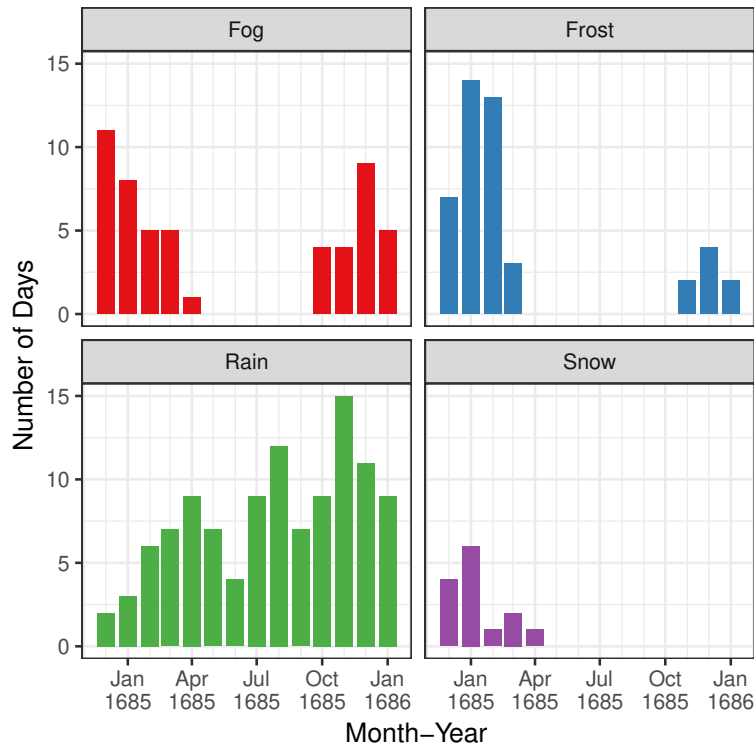 Fog
Frost
15
10
5
0
Number of Days
Rain
Snow
15
10
5
0
Jan Apr Jul Oct Jan
1685 1685 1685 1685 1686
Jan Apr Jul Oct Jan
1685 1685 1685 1685 1686
Month−Year